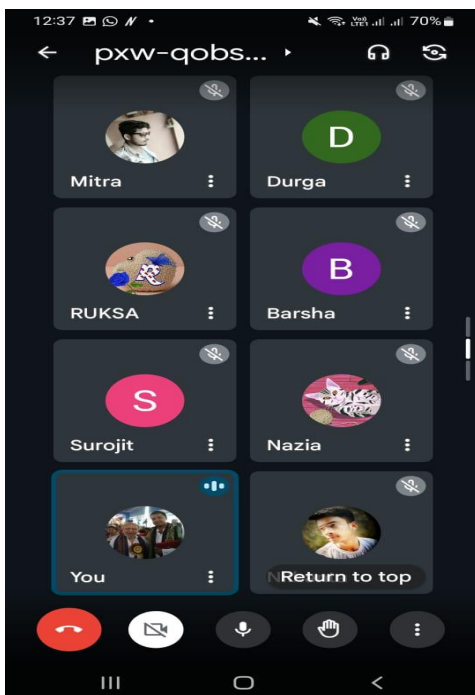 12:37 70%
pxw-qobs...
D
Mitra Durga
R B
RUKSA Barsha
S
Surojit Nazia
You Return to top